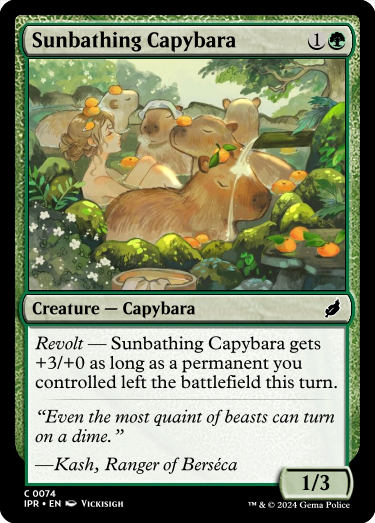 Sunbathing Capybara 1
Creature — Capybara
Revolt — Sunbathing Capybara gets
+3/+0 as long as a permanent you
controlled left the battlefield this turn.
“Even the most quaint of beasts can turn
on a dime.”
—Kash, Ranger of Berséca
1/3
C 0074
IPR • EN Vickisigh
™ & © 2024 Gema Police